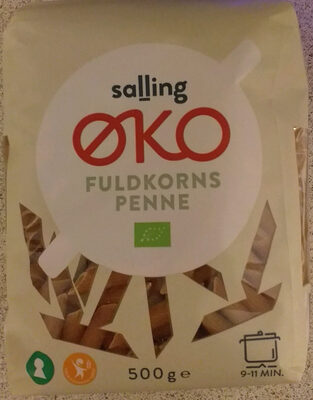 salling
ØKO
FULDKORNS
PENNE
500g e
9-11 MIN.